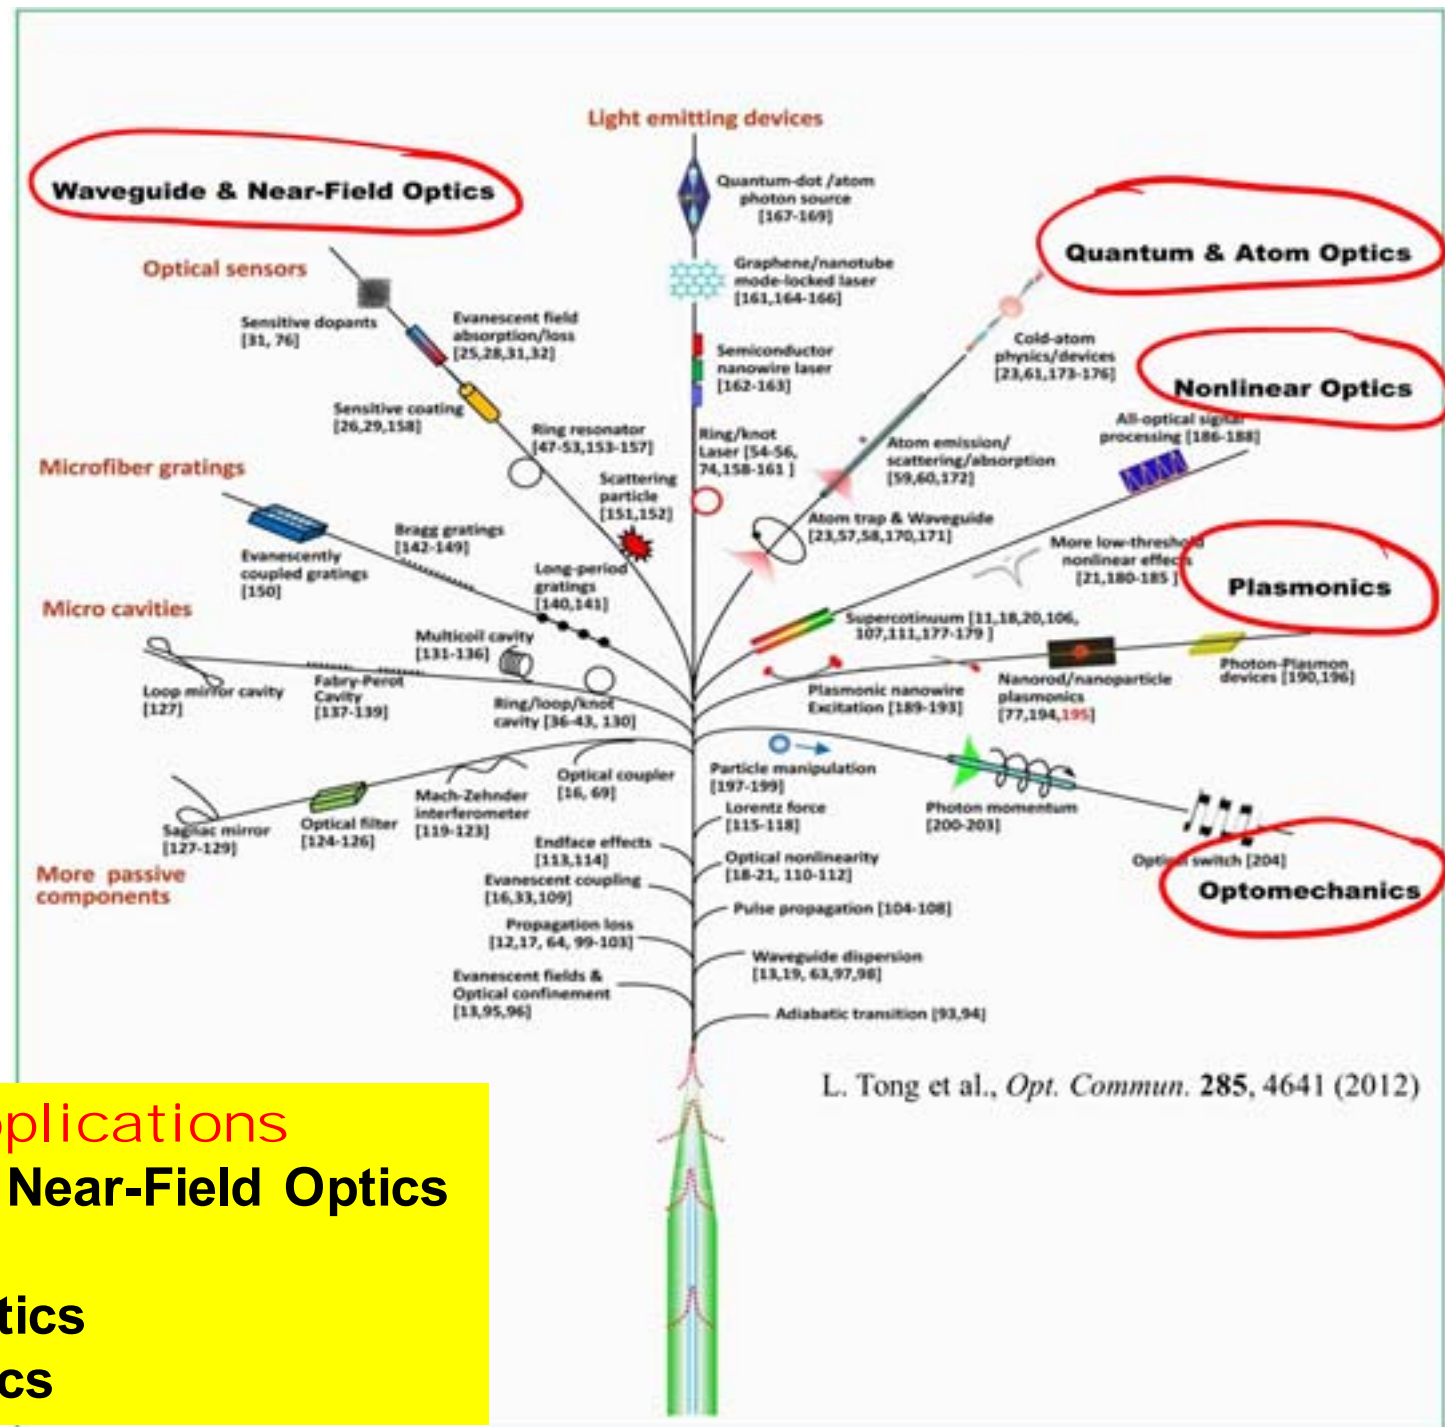 Light emitting devices
Waveguide & Near-Field Optics
Quantum-dot /atom
photon source
[167-169]
Quantum & Atom Optics
Optical sensors
Graphene/nanotube
mode-locked laser
[161,164-166]
Sensitive dopants
[31, 76]
Evanescent field
absorption/loss
[25,28,31,32]
Semiconductor
nanowire laser
[162-163]
Cold-atom
physics/devices
[23,61,173-176]
Nonlinear Optics
Sensitive coating
[26,29,158]
Ring resonator
[47-53,153-157]
Ring/knot
Laser [54-56,
74,158-161 ]
Atom emission/
scattering/absorption
[59,60,172]
All-optical signal
processing [186-188]
Microfiber gratings
Scattering
particle
[151,152]
Atom trap & Waveguide
[23,57,58,170,171]
Bragg gratings
[142-149]
Evanescently
coupled gratings
[150]
Long-period
gratings
[140,141]
More low-threshold
nonlinear effects
[21,180-185 ]
Plasmonics
Micro cavities
Multicoil cavity
[131-136]
Supercotinuum [11,18,20,106,
107,111,177-179 ]
Loop mirror cavity
[127]
Fabry-Perot
Cavity
[137-139]
Ring/loop/knot
cavity [36-43, 130]
Plasmonic nanowire
Excitation [189-193]
Nanorod/nanoparticle
plasmonics
[77,194,195]
Photon-Plasmon
devices [190,196]
Sagnac mirror
[127-129]
Optical filter
[124-126]
Mach-Zehnder
interferometer
[119-123]
Optical coupler
[16, 69]
Particle manipulation
[197-199]
Photon momentum
[200-203]
Optical switch [204]
Optomechanics
More passive
components
Lorentz force
[115-118]
Endface effects
[113,114]
Optical nonlinearity
[18-21, 110-112]
Evanescent coupling
[16,33,109]
Pulse propagation [104-108]
Propagation loss
[12,17, 64, 99-103]
Waveguide dispersion
[13,19, 63,97,98]
Evanescent fields &
Optical confinement
[13,95,96]
Adiabatic transition [93,94]
L. Tong et al., Opt. Commun. 285, 4641 (2012)
plications
Near-Field Optics
tics
cs